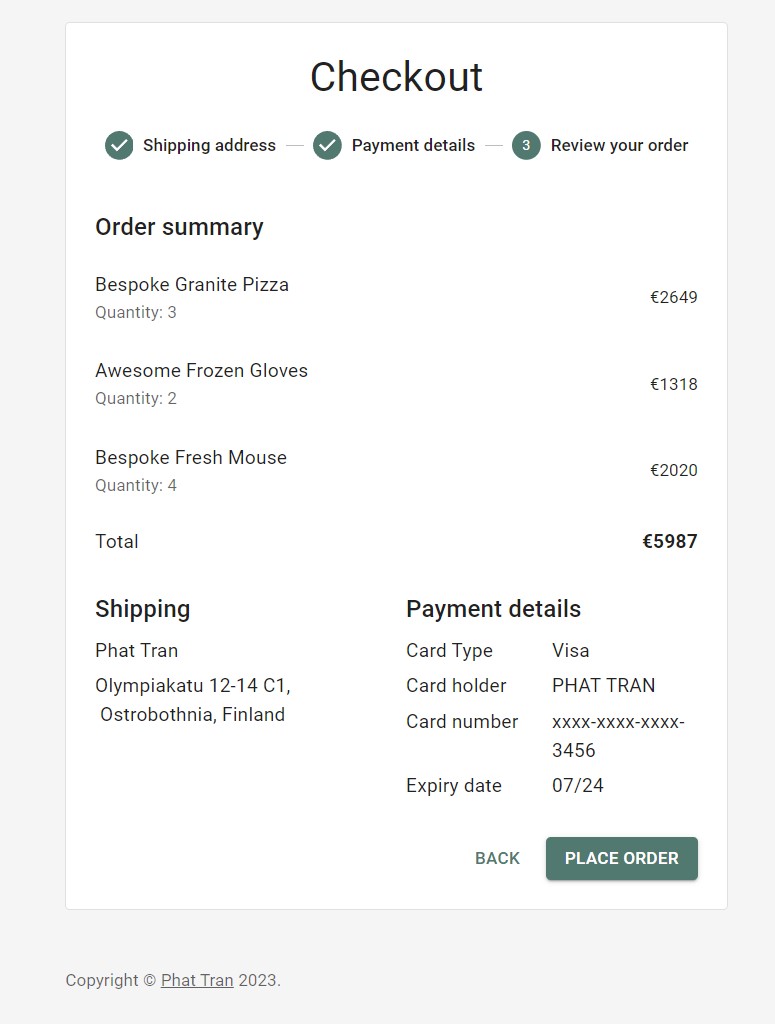 Checkout
Shipping address
Payment details
3 Review your order
Order summary
Bespoke Granite Pizza
Quantity: 3
€2649
Awesome Frozen Gloves
Quantity: 2
€1318
Bespoke Fresh Mouse
Quantity: 4
€2020
Total €5987
Shipping
Phat Tran
Olympiakatu 12-14 C1,
Ostrobothnia, Finland
Payment details
Card Type Visa
Card holder PHAT TRAN
Card number xxxx-xxxx-xxxx-
3456
Expiry date 07/24
BACK PLACE ORDER
Copyright © Phat Tran 2023.